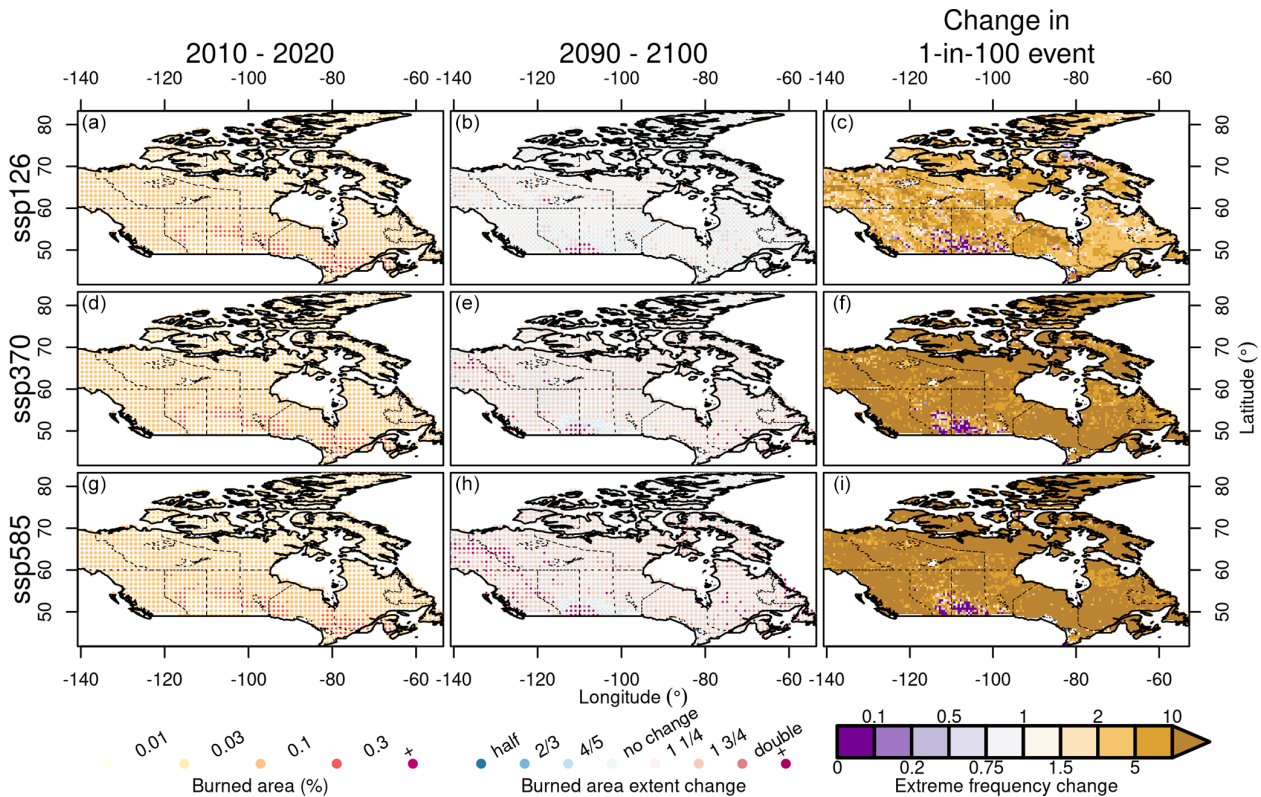 Change in
2010 - 2020 2090 - 2100 1-in-100 event
-140 -120 -100 -80 -60 -140 -120 -100 -80 -60 -140 -120 -100 -80 -60
(a) (b) (c)
ssp126
80 70 60 50
80 70 60 50
(d) (e) (f)
ssp370
80 70 60 50
80 70 60 50
Latitude (°)
(g) (h) (i)
ssp585
80 70 60 50
80 70 60 50
-140 -120 -100 -80 -60 -140 -120 -100 -80 -60 -140 -120 -100 -80 -60
Longitude (°)
0.01 0.03 0.1 0.3 +
Burned area (%)
half 2/3 4/5 no change 1 1/4 1 3/4 double +
Burned area extent change
0.1 0.5 1 2 10
0 0.2 0.75 1.5 5
Extreme frequency change